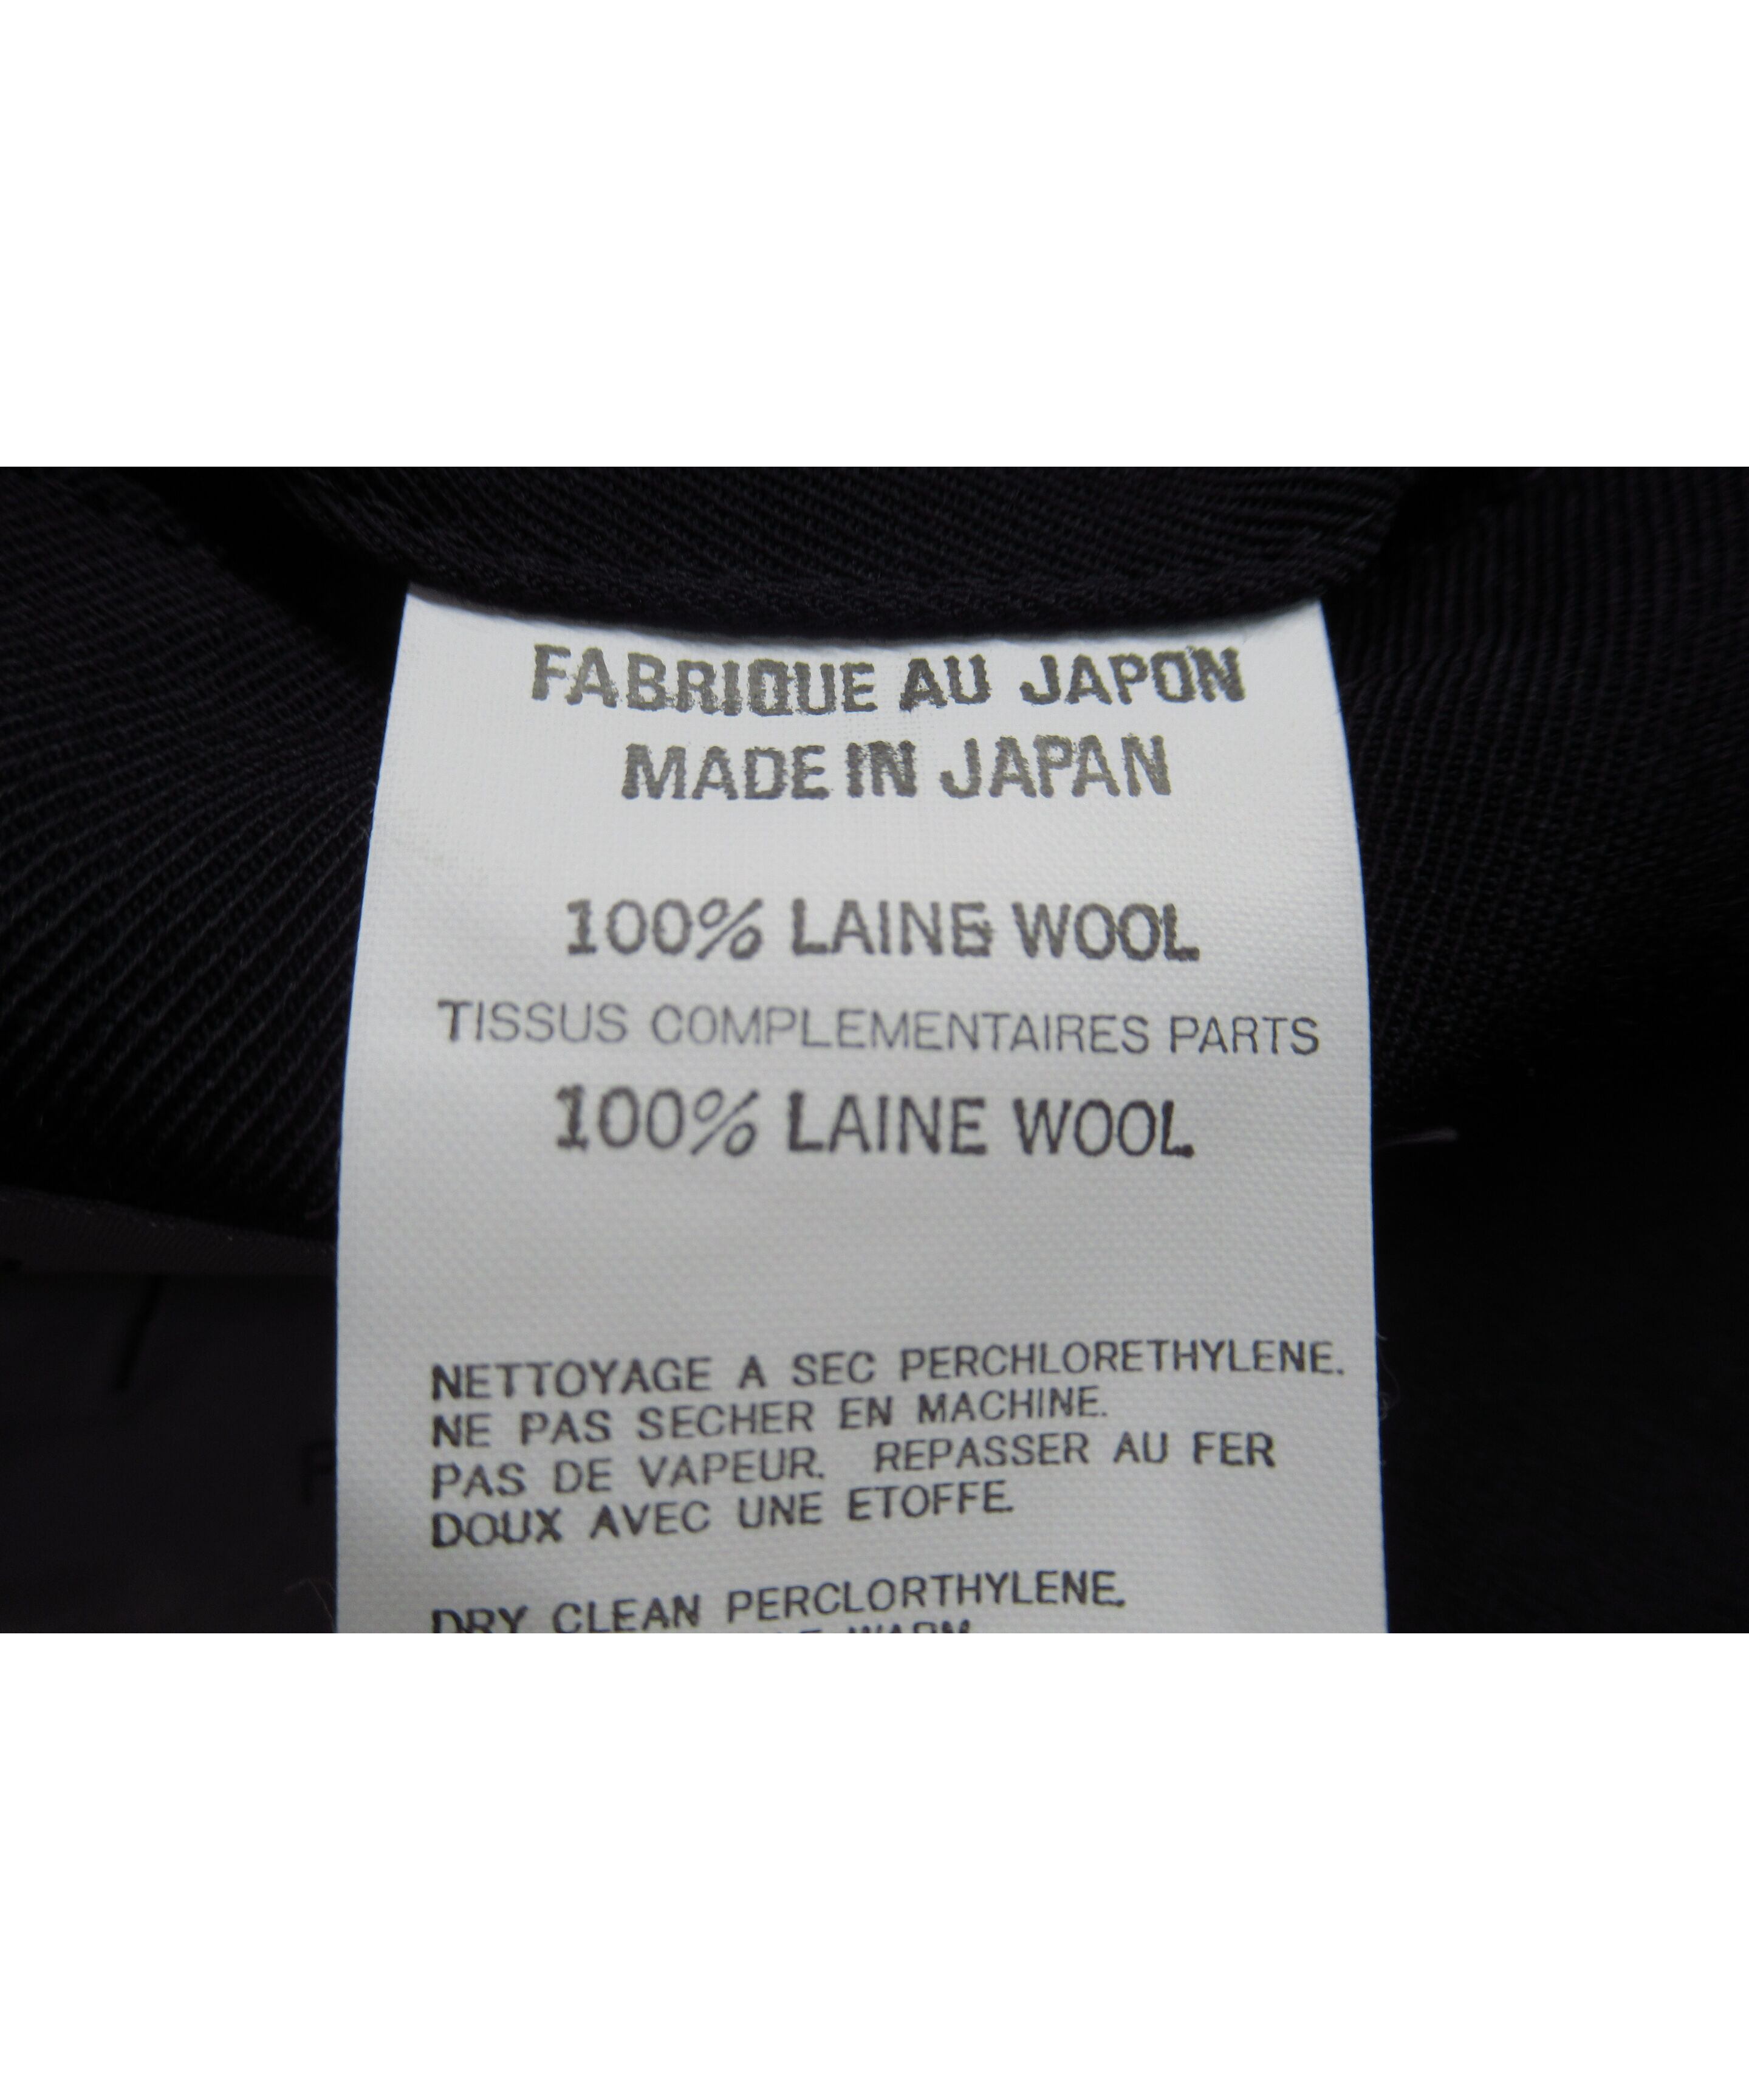 FABRIQUE AU JAPON
MADE IN JAPAN
100% LAINE WOOL
TISSUS COMPLEMENTAIRES PARTS
100% LAINE WOOL
NETTOYAGE A SEC PERCHLORETHYLENE.
NE PAS SECHER EN MACHINE.
PAS DE VAPEUR. REPASSER AU FER
DOUX AVEC UNE ETOFFE.
DRY CLEAN PERCLORTHYLENE.
WARM